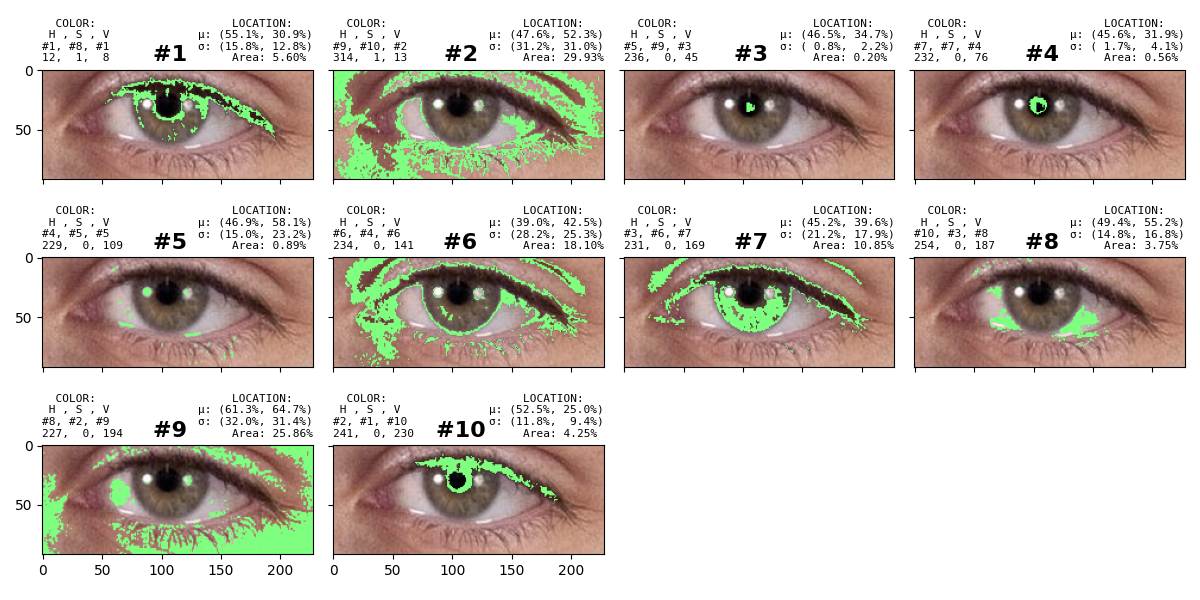 COLOR: LOCATION:
H , S , V μ: (55.1%, 30.9%)
#1, #8, #1 σ: (15.8%, 12.8%)
12, 1, 8 #1 Area: 5.60%
COLOR: LOCATION:
H , S , V μ: (47.6%, 52.3%)
#9, #10, #2 σ: (31.2%, 31.0%)
314, 1, 13 #2 Area: 29.93%
COLOR: LOCATION:
H , S , V μ: (46.5%, 34.7%)
#5, #9, #3 σ: ( 0.8%, 2.2%)
236, 0, 45 #3 Area: 0.20%
COLOR: LOCATION:
H , S , V μ: (45.6%, 31.9%)
#7, #7, #4 σ: ( 1.7%, 4.1%)
232, 0, 76 #4 Area: 0.56%
0
50
COLOR: LOCATION:
H , S , V μ: (46.9%, 58.1%)
#4, #5, #5 σ: (15.0%, 23.2%)
229, 0, 109 #5 Area: 0.89%
COLOR: LOCATION:
H , S , V μ: (39.0%, 42.5%)
#6, #4, #6 σ: (28.2%, 25.3%)
234, 0, 141 #6 Area: 18.10%
COLOR: LOCATION:
H , S , V μ: (45.2%, 39.6%)
#3, #6, #7 σ: (21.2%, 17.9%)
231, 0, 169 #7 Area: 10.85%
COLOR: LOCATION:
H , S , V μ: (49.4%, 55.2%)
#10, #3, #8 σ: (14.8%, 16.8%)
254, 0, 187 #8 Area: 3.75%
0
50
COLOR: LOCATION:
H , S , V μ: (61.3%, 64.7%)
#8, #2, #9 σ: (32.0%, 31.4%)
227, 0, 194 #9 Area: 25.86%
COLOR: LOCATION:
H , S , V μ: (52.5%, 25.0%)
#2, #1, #10 σ: (11.8%, 9.4%)
241, 0, 230 #10 Area: 4.25%
0
50
0 50 100 150 200
0 50 100 150 200